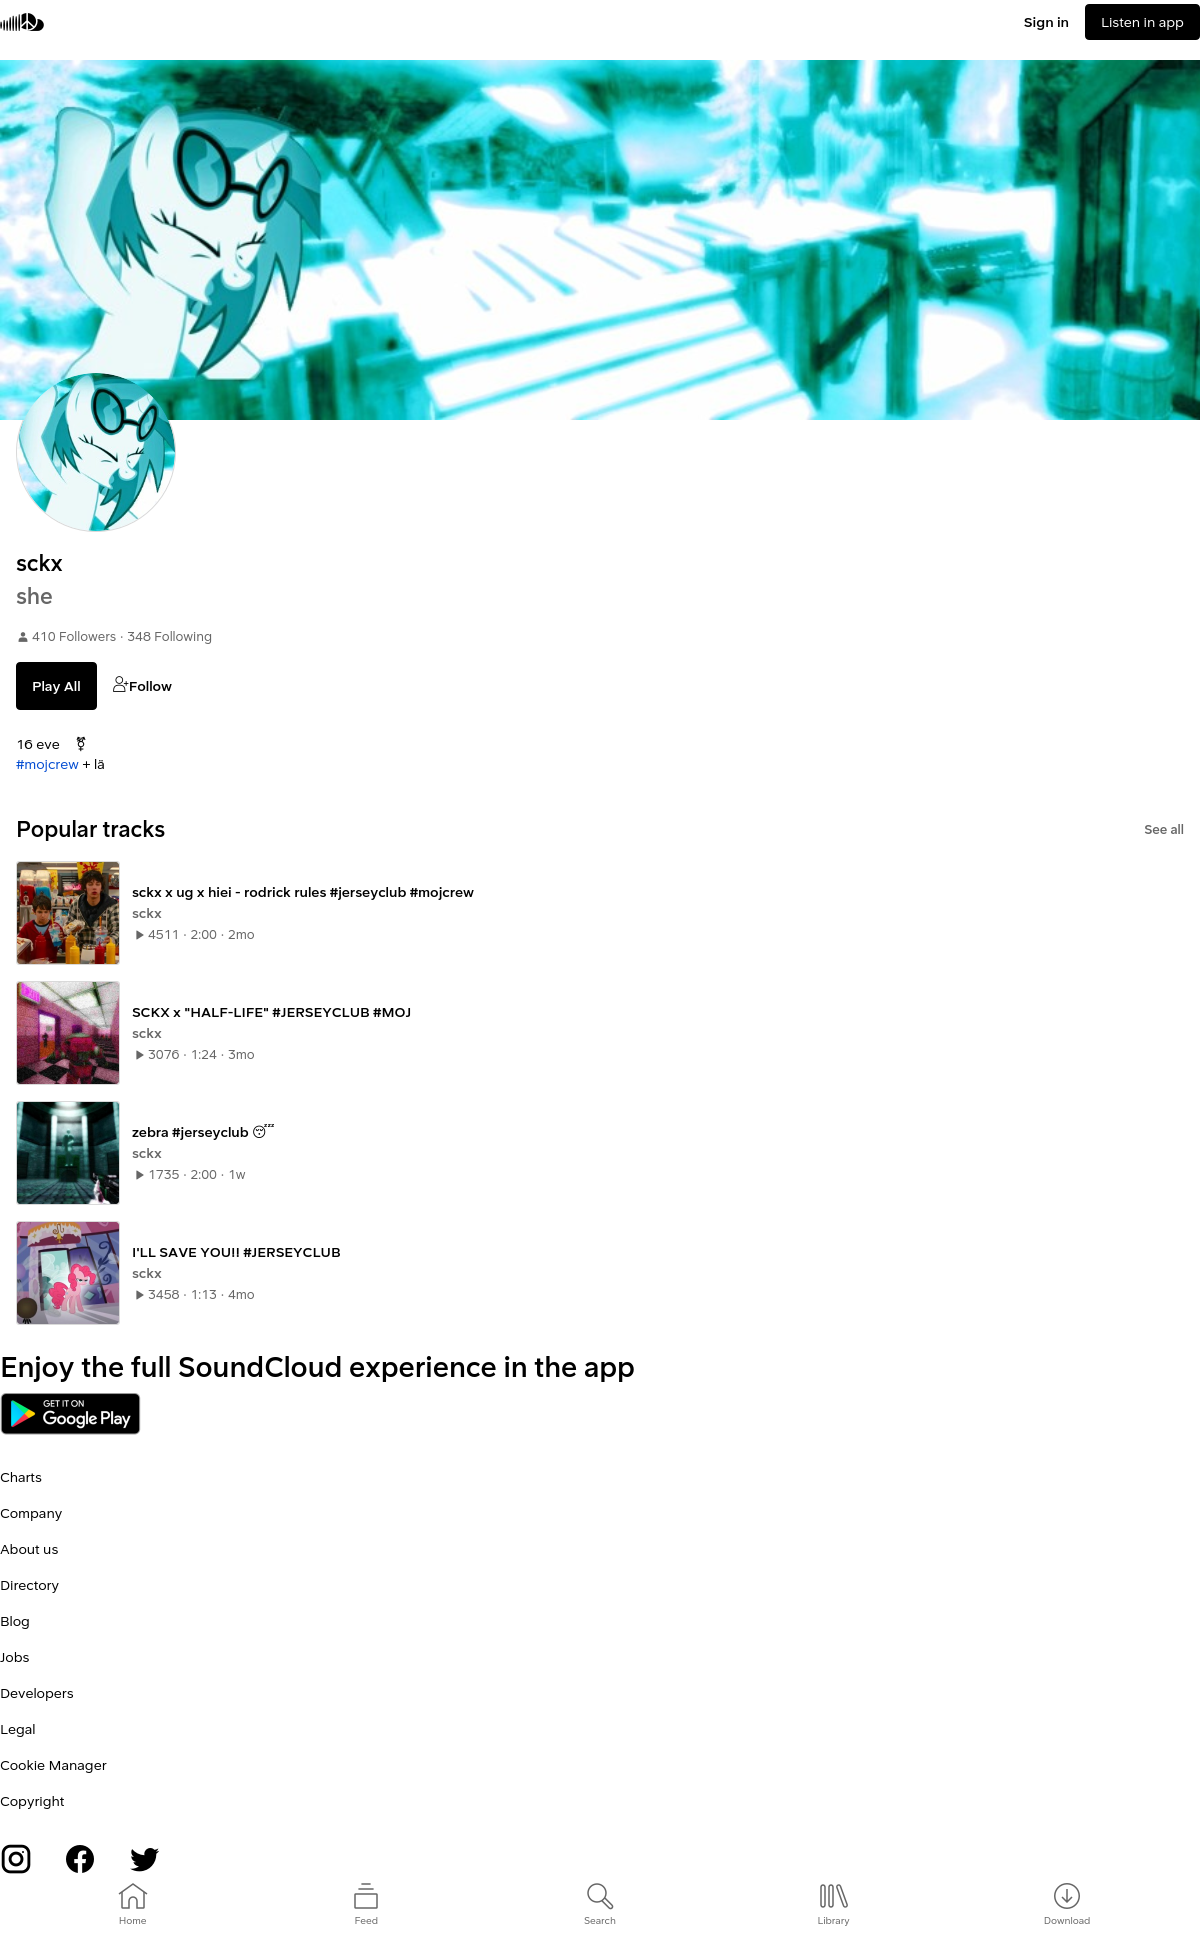 Sign in
Listen in app
sckx
she
410 Followers · 348 Following
Play All
Follow
16 eve ⚧
#mojcrew + lã
Popular tracks
See all
sckx x ug x hiei - rodrick rules #jerseyclub #mojcrew
sckx
4511 · 2:00 · 2mo
SCKX x "HALF-LIFE" #JERSEYCLUB #MOJ
sckx
3076 · 1:24 · 3mo
zebra #jerseyclub 😴
sckx
1735 · 2:00 · 1w
I'LL SAVE YOU!! #JERSEYCLUB
sckx
3458 · 1:13 · 4mo
Enjoy the full SoundCloud experience in the app
GET IT ON
Google Play
Charts
Company
About us
Directory
Blog
Jobs
Developers
Legal
Cookie Manager
Copyright
Home
Feed
Search
Library
Download